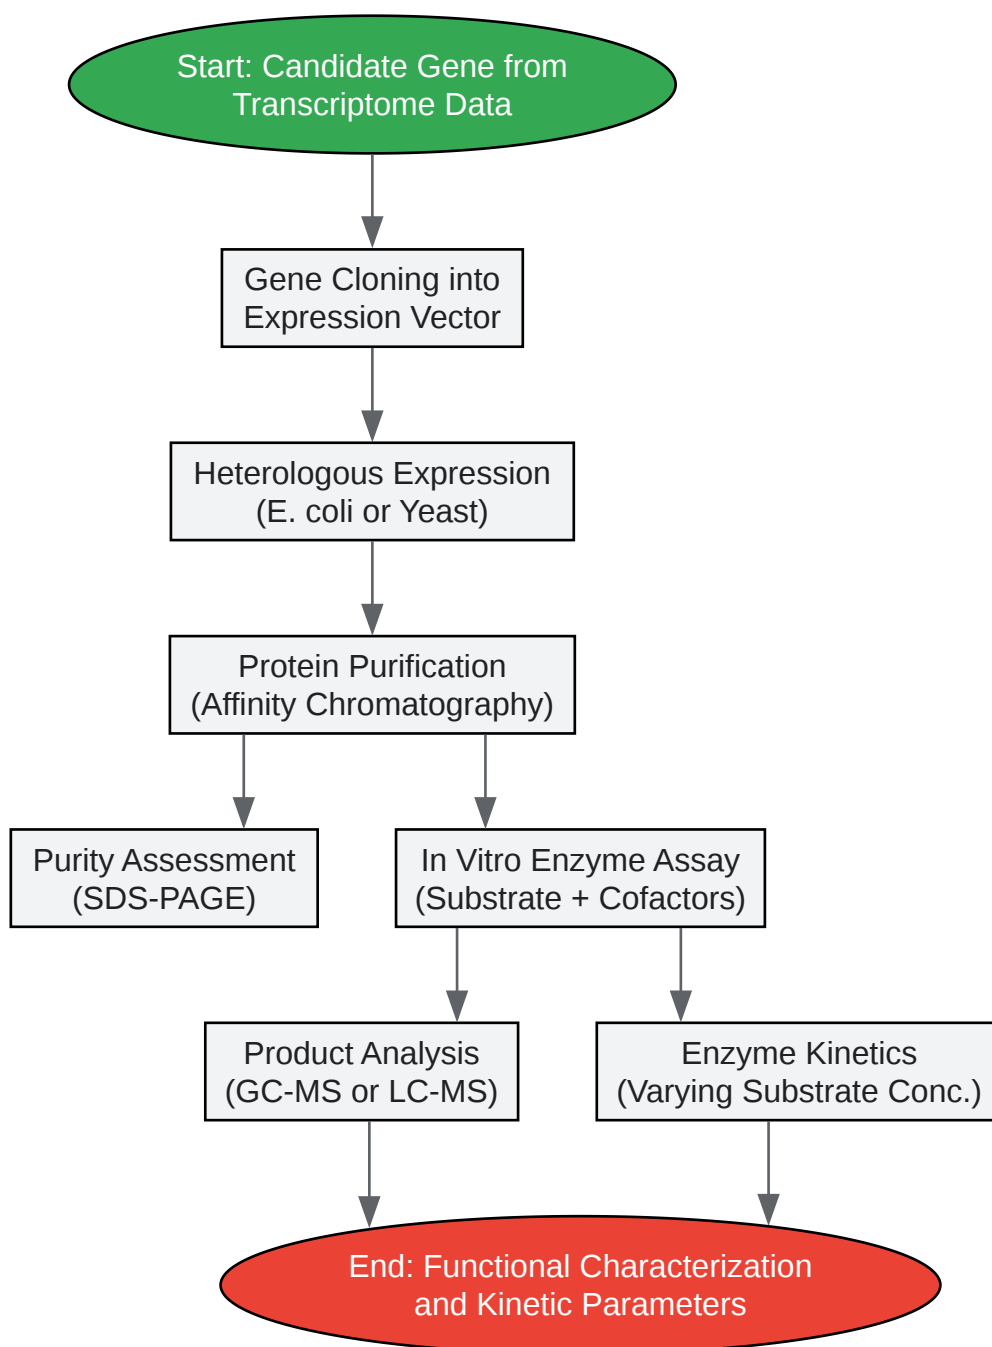 Start: Candidate Gene from
Transcriptome Data
Gene Cloning into
Expression Vector
Heterologous Expression
(E. coli or Yeast)
Protein Purification
(Affinity Chromatography)
Purity Assessment
(SDS-PAGE)
In Vitro Enzyme Assay
(Substrate + Cofactors)
Product Analysis
(GC-MS or LC-MS)
Enzyme Kinetics
(Varying Substrate Conc.)
End: Functional Characterization
and Kinetic Parameters